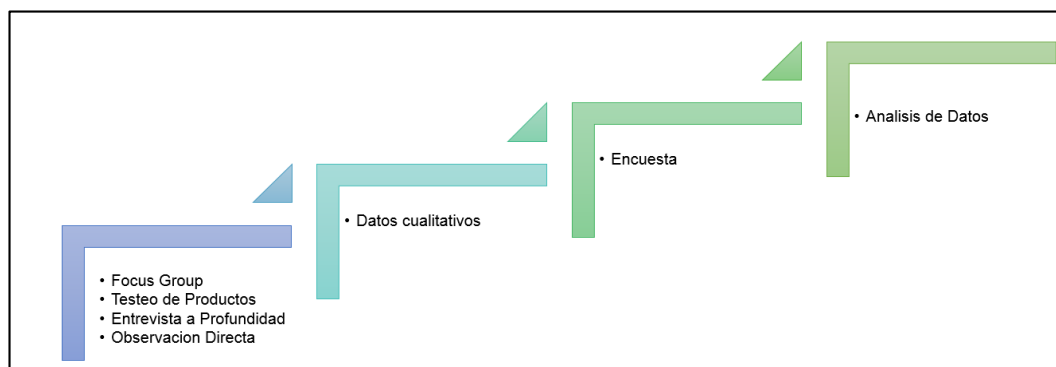 • Focus Group
• Testeo de Productos
• Entrevista a Profundidad
• Observacion Directa
• Datos cualitativos
• Encuesta
• Analisis de Datos